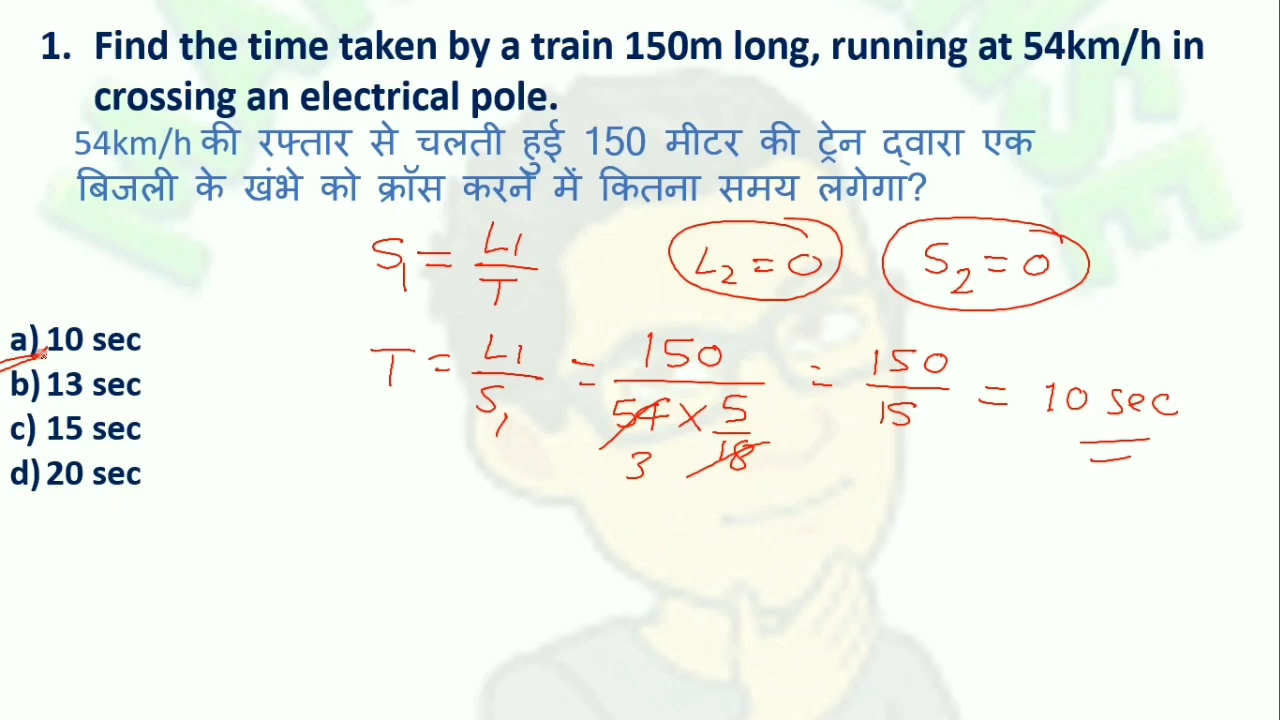 1. Find the time taken by a train 150m long, running at 54km/h in
crossing an electrical pole.
54km/h की रफ्तार से चलती हुई 150 मीटर की ट्रेन द्वारा एक
बिजली के खंभे को क्रॉस करने में कितना समय लगेगा?
S₁ = L1/T
L₂ = 0
S₂ = 0
T = L1/S₁ = 150/(54 × 5/18) = 150/15 = 10 sec
3
a) 10 sec
b) 13 sec
c) 15 sec
d) 20 sec